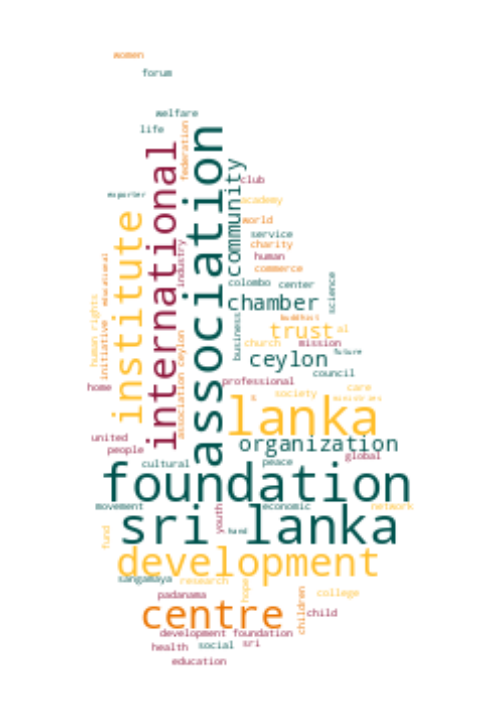 women
forum
welfare
life
federation
association
international
community
club
exporter
academy
institute
world
service
charity
industry
human
educational
commerce
colombo
center
science
human rights
initiative
chamber
business
buddhist
trust
al
association ceylon
church
mission
ceylon
future
council
home
professional
care
society
s
ministries
lanka
united
organization
people
global
cultural
peace
foundation
movement
youth
economic
network
sri lanka
hand
fund
development
sangamaya
research
hope
children
padanama
college
centre
child
development foundation
health
social
sri
education